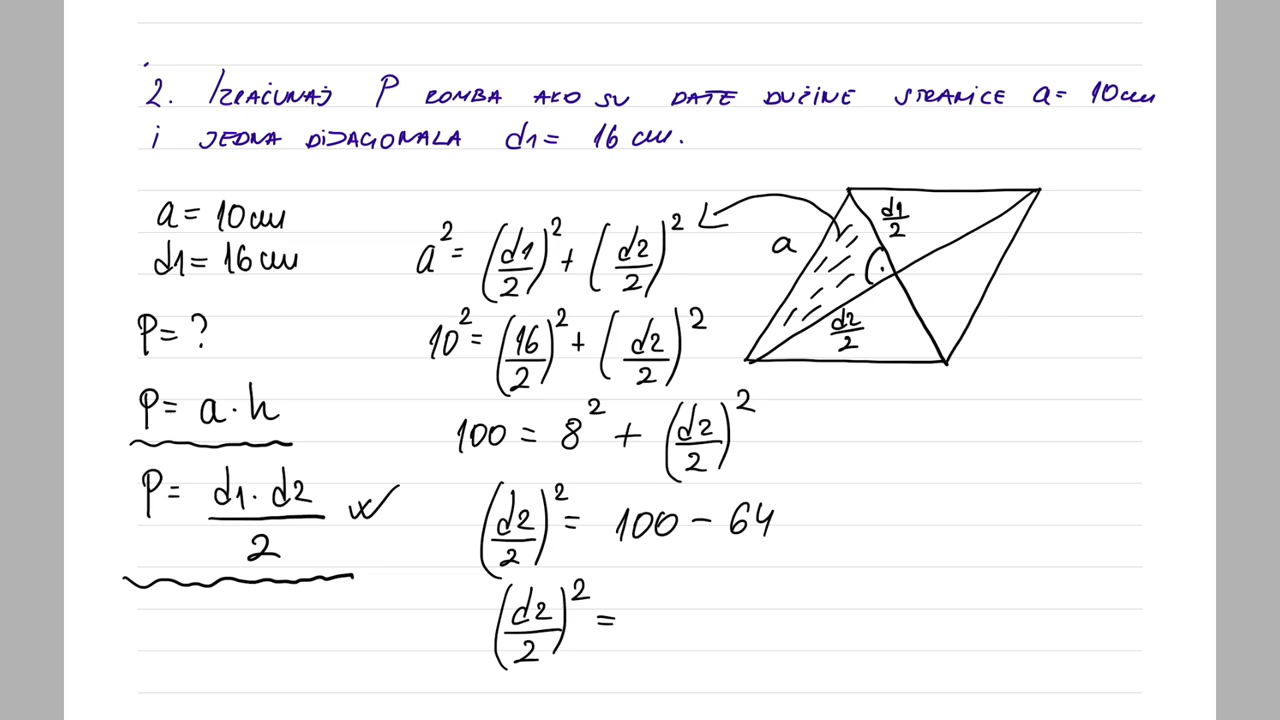 2. IZRAČUNAJ P ROMBA AKO SU DATE DUŽINE STRANICE a = 10cm
i JEDNA DIJAGONALA d1 = 16 cm.
a = 10cm
d1 = 16cm
P = ?
P = a · h
P = d1 · d2 / 2
a² = (d1/2)² + (d2/2)²
10² = (16/2)² + (d2/2)²
100 = 8² + (d2/2)²
(d2/2)² = 100 - 64
(d2/2)² =
a
d1/2
d2/2